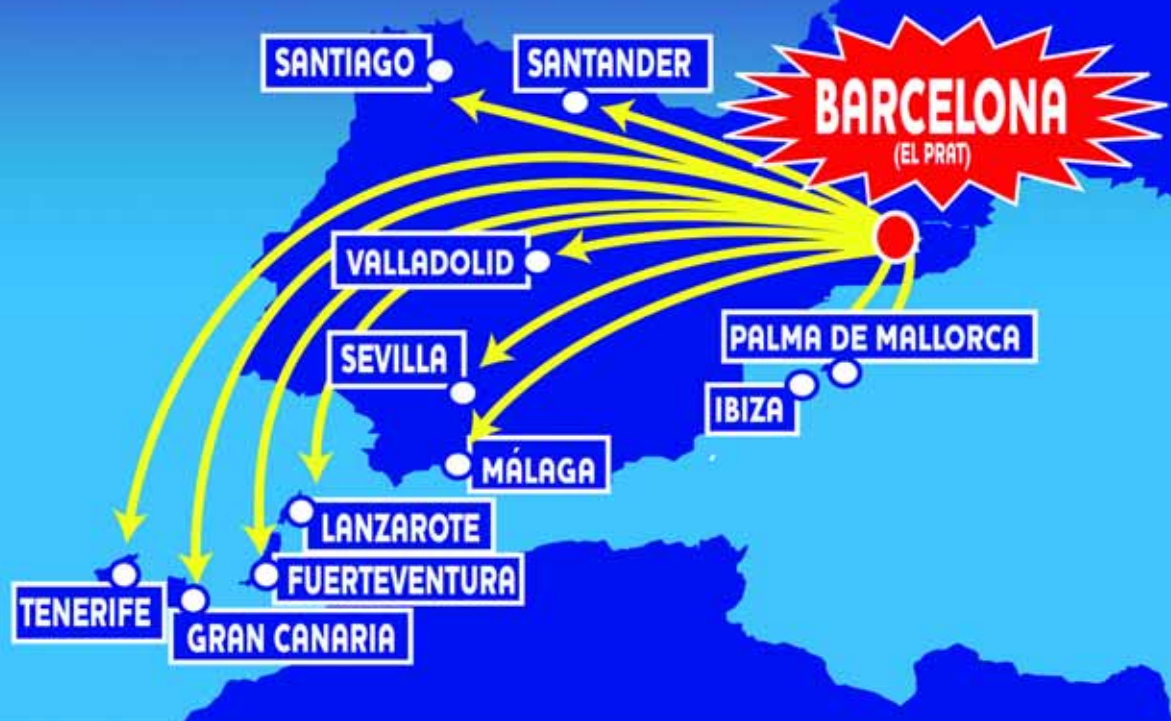 SANTIAGO
SANTANDER
BARCELONA
(EL PRAT)
VALLADOLID
SEVILLA
PALMA DE MALLORCA
IBIZA
MÁLAGA
LANZAROTE
FUERTEVENTURA
TENERIFE
GRAN CANARIA